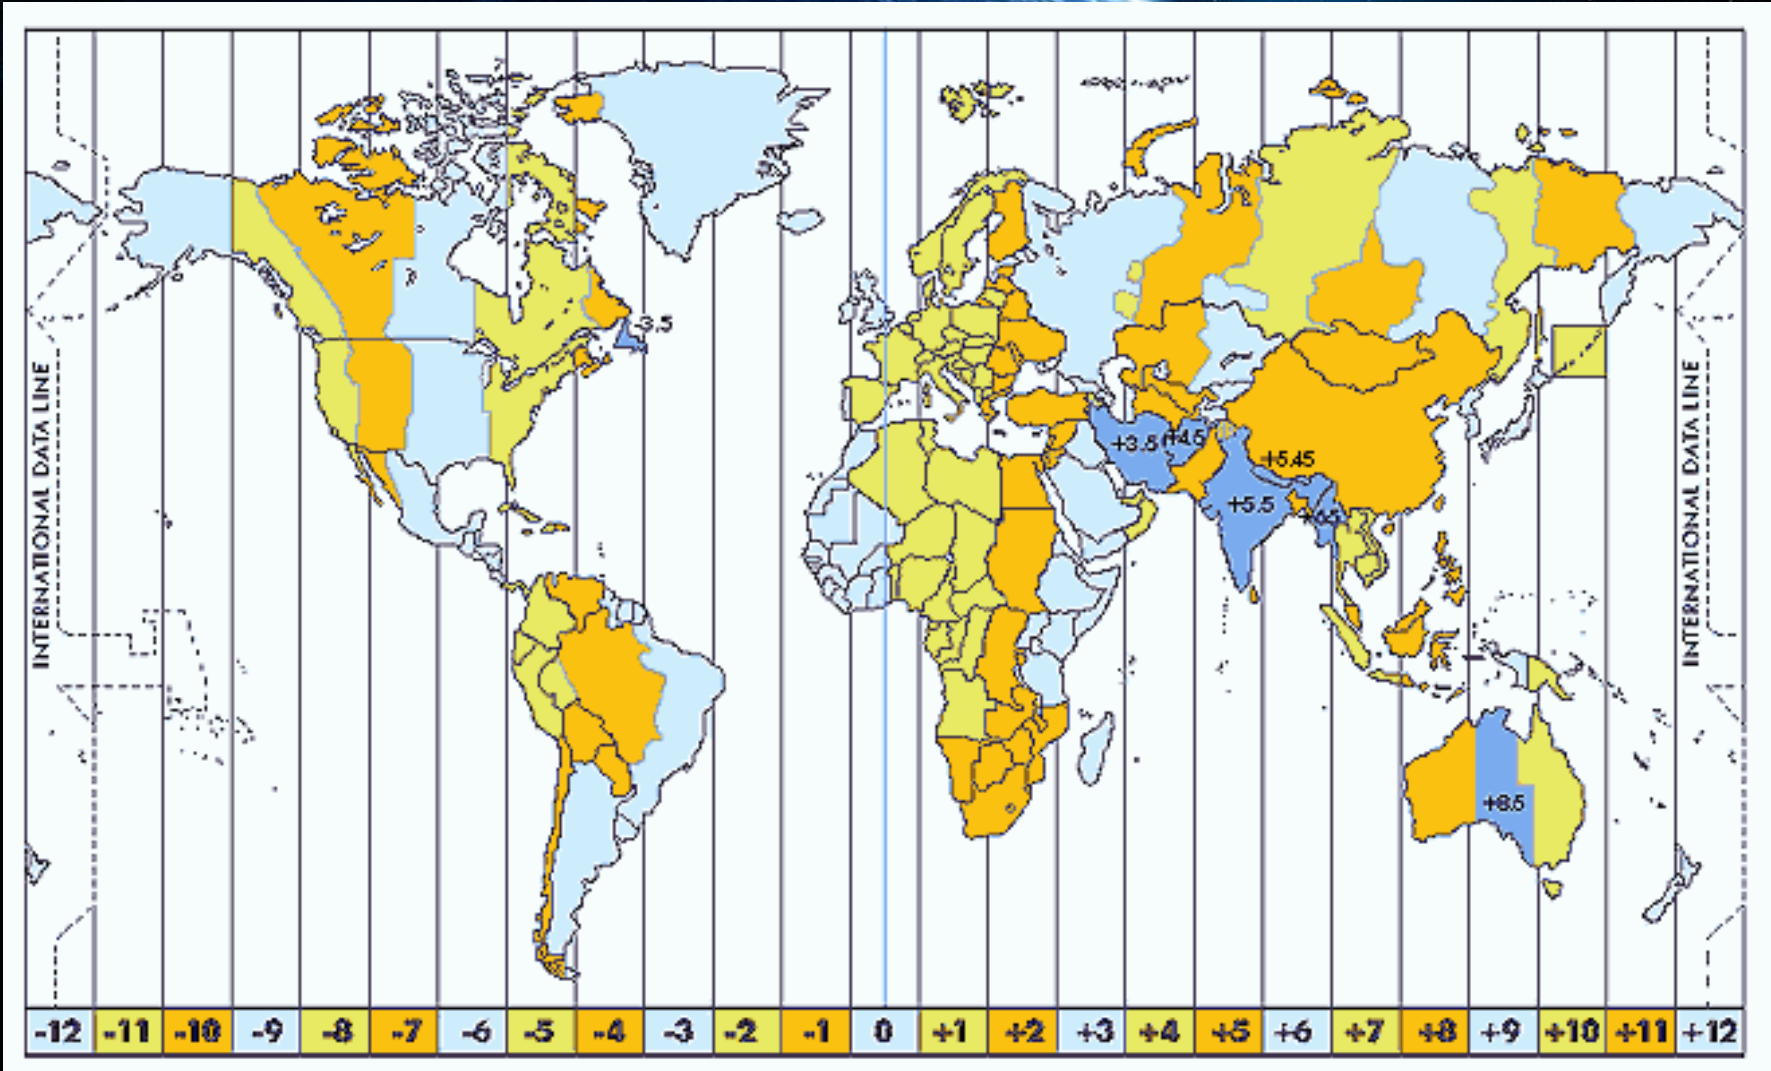 INTERNATIONAL DATA LINE
INTERNATIONAL DATA LINE
3.5
+3.5
+4.5
+5.45
+5.5
+6.5
+8.5
-12 -11 -10 -9 -8 -7 -6 -5 -4 -3 -2 -1 0 +1 +2 +3 +4 +5 +6 +7 +8 +9 +10 +11 +12